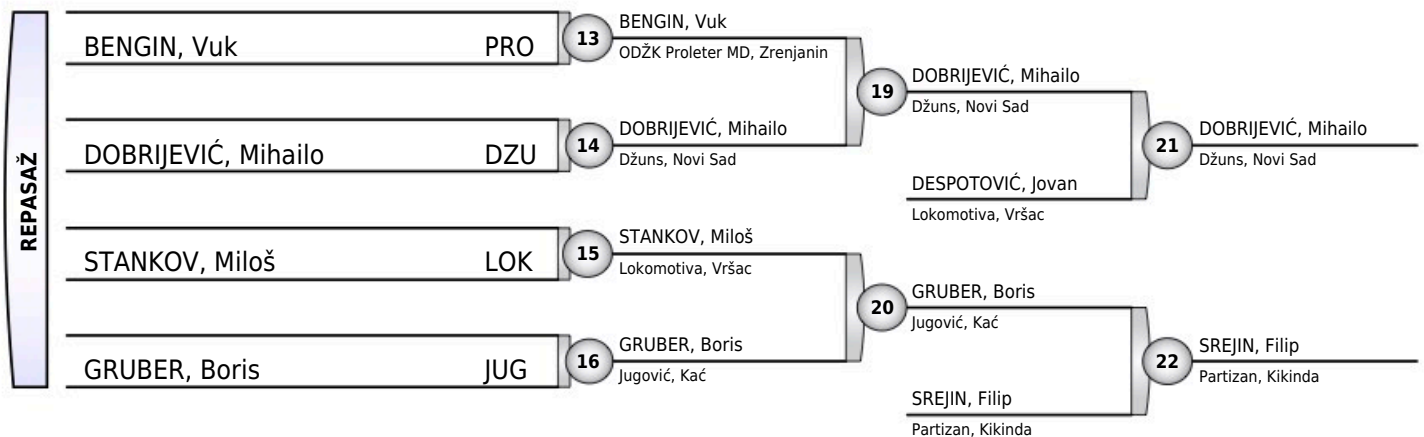 REPASAŽ
BENGIN, Vuk PRO
DOBRIJEVIĆ, Mihailo DZU
STANKOV, Miloš LOK
GRUBER, Boris JUG
13
BENGIN, Vuk
ODŽK Proleter MD, Zrenjanin
14
DOBRIJEVIĆ, Mihailo
Džuns, Novi Sad
15
STANKOV, Miloš
Lokomotiva, Vršac
16
GRUBER, Boris
Jugović, Kać
19
DOBRIJEVIĆ, Mihailo
Džuns, Novi Sad
DESPOTOVIĆ, Jovan
Lokomotiva, Vršac
20
GRUBER, Boris
Jugović, Kać
SREJIN, Filip
Partizan, Kikinda
21
DOBRIJEVIĆ, Mihailo
Džuns, Novi Sad
22
SREJIN, Filip
Partizan, Kikinda